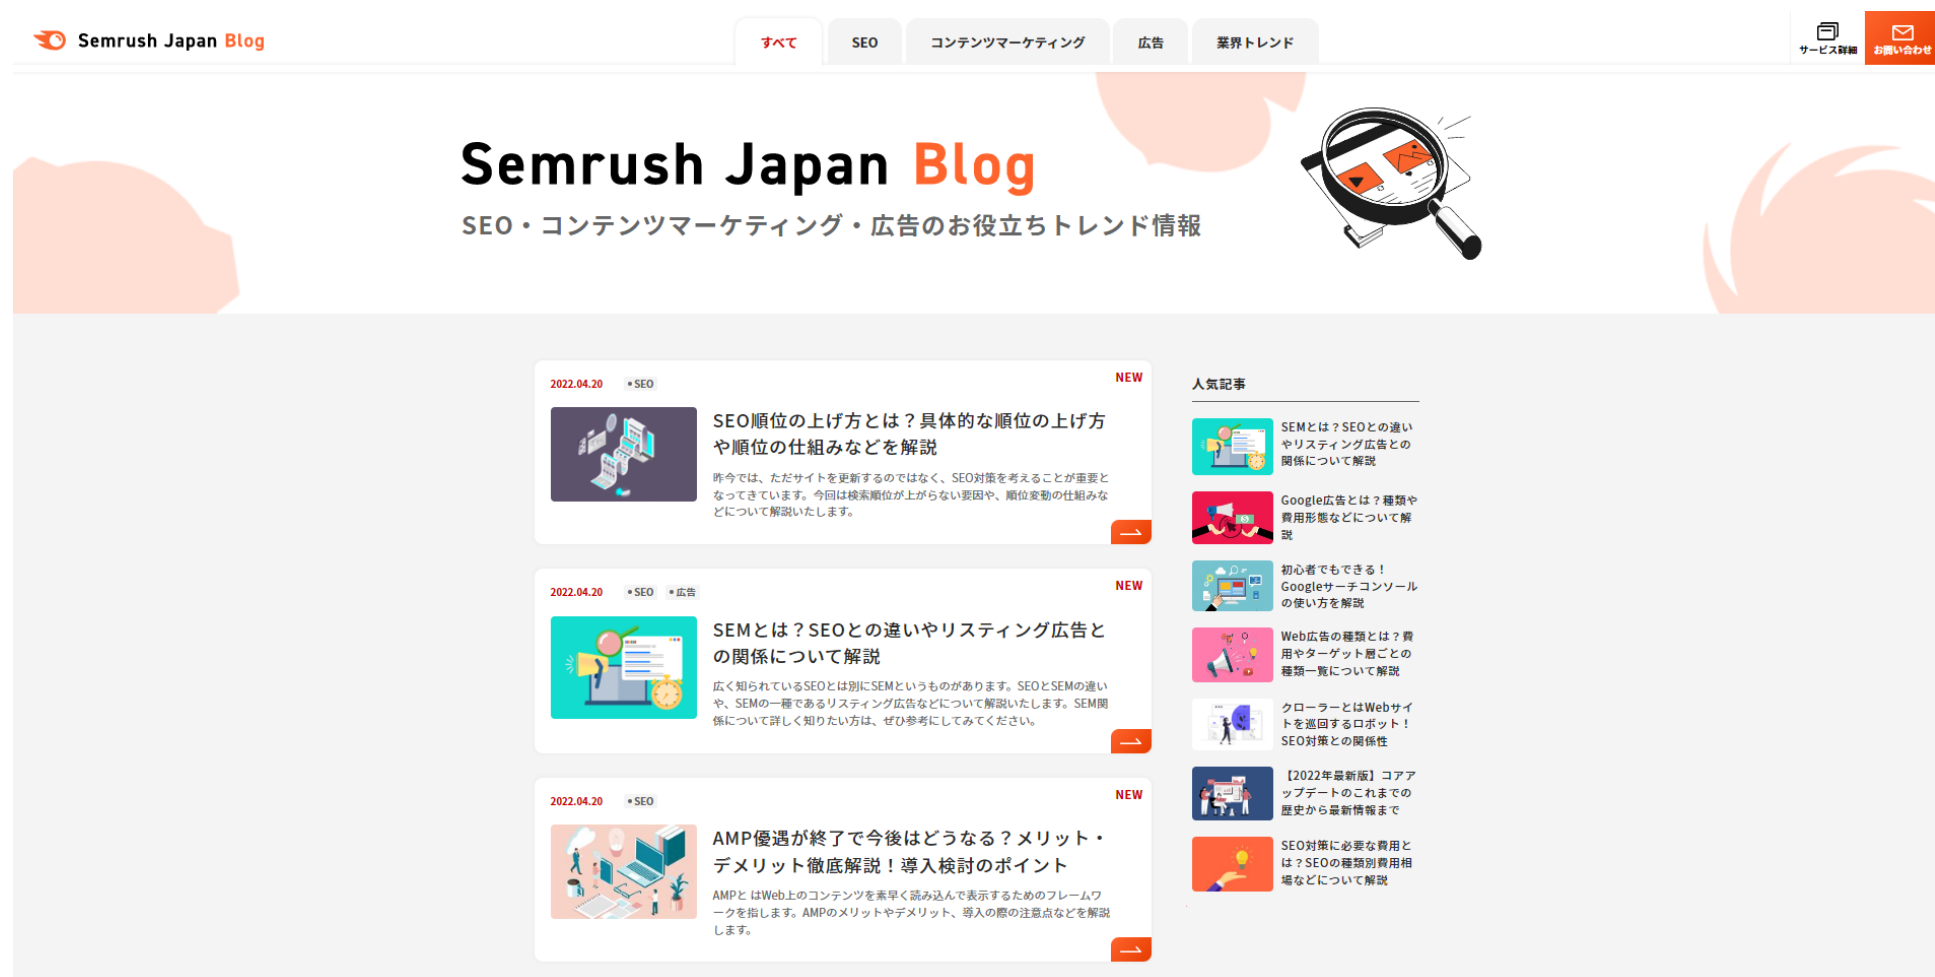 Semrush Japan Blog
すべて
SEO
コンテンツマーケティング
広告
業界トレンド
サービス詳細
お問い合わせ
Semrush Japan Blog
SEO・コンテンツマーケティング・広告のお役立ちトレンド情報
2022.04.20 •SEO NEW
SEO順位の上げ方とは？具体的な順位の上げ方
や順位の仕組みなどを解説
昨今では、ただサイトを更新するのではなく、SEO対策を考えることが重要と
なってきています。今回は検索順位が上がらない要因や、順位変動の仕組みな
どについて解説いたします。
2022.04.20 •SEO •広告 NEW
SEMとは？SEOとの違いやリスティング広告と
の関係について解説
広く知られているSEOとは別にSEMというものがあります。SEOとSEMの違い
や、SEMの一種であるリスティング広告などについて解説いたします。SEM関
係について詳しく知りたい方は、ぜひ参考にしてみてください。
2022.04.20 •SEO NEW
AMP優遇が終了で今後はどうなる？メリット・
デメリット徹底解説！導入検討のポイント
AMPと はWeb上のコンテンツを素早く読み込んで表示するためのフレームワ
ークを指します。AMPのメリットやデメリット、導入の際の注意点などを解説
します。
人気記事
SEMとは？SEOとの違い
やリスティング広告との
関係について解説
Google広告とは？種類や
費用形態などについて解
説
初心者でもできる！
Googleサーチコンソール
の使い方を解説
Web広告の種類とは？費
用やターゲット層ごとの
種類一覧について解説
クローラーとはWebサイ
トを巡回するロボット！
SEO対策との関係性
【2022年最新版】コアア
ップデートのこれまでの
歴史から最新情報まで
SEO対策に必要な費用と
は？SEOの種類別費用相
場などについて解説